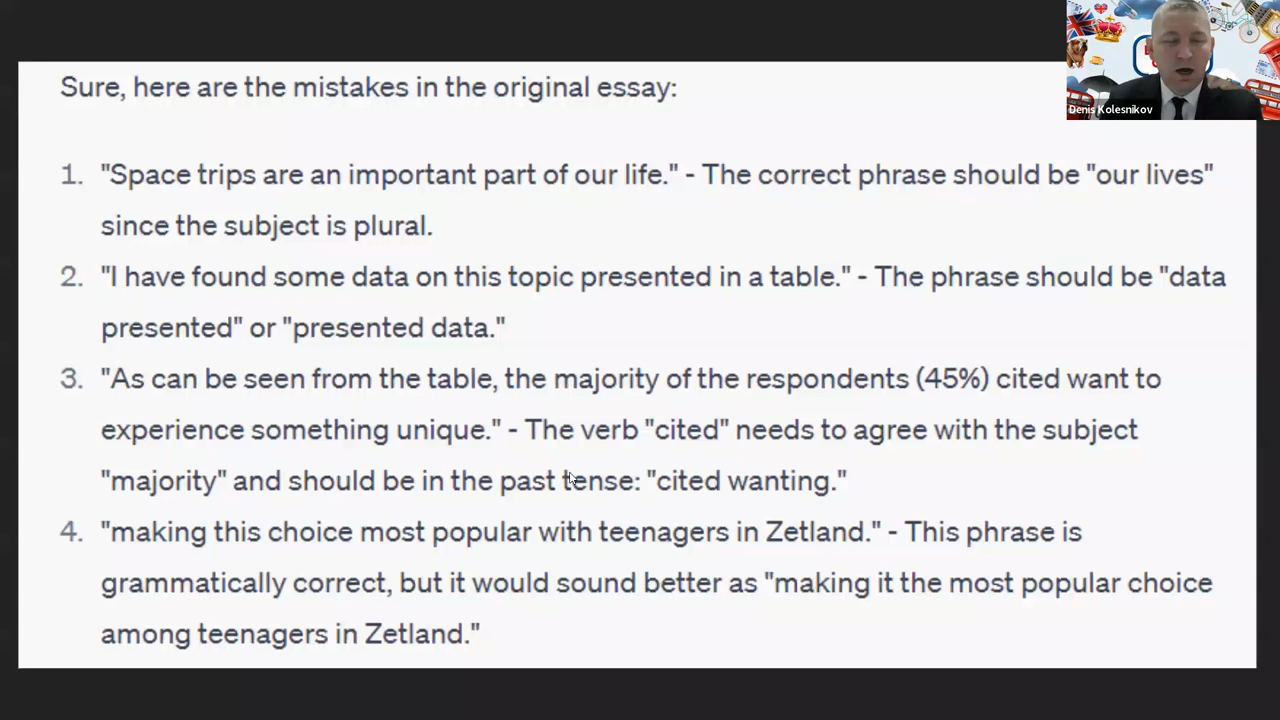 Sure, here are the mistakes in the original essay:
Denis Kolesnikov
1. "Space trips are an important part of our life." - The correct phrase should be "our lives"
since the subject is plural.
2. "I have found some data on this topic presented in a table." - The phrase should be "data
presented" or "presented data."
3. "As can be seen from the table, the majority of the respondents (45%) cited want to
experience something unique." - The verb "cited" needs to agree with the subject
"majority" and should be in the past tense: "cited wanting."
4. "making this choice most popular with teenagers in Zetland." - This phrase is
grammatically correct, but it would sound better as "making it the most popular choice
among teenagers in Zetland."